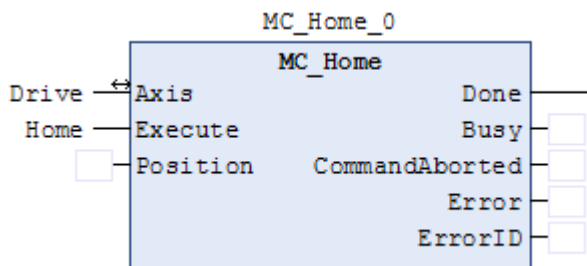 MC_Home_0
MC_Home
Drive Axis Done
Home Execute Busy
Position CommandAborted
Error
ErrorID